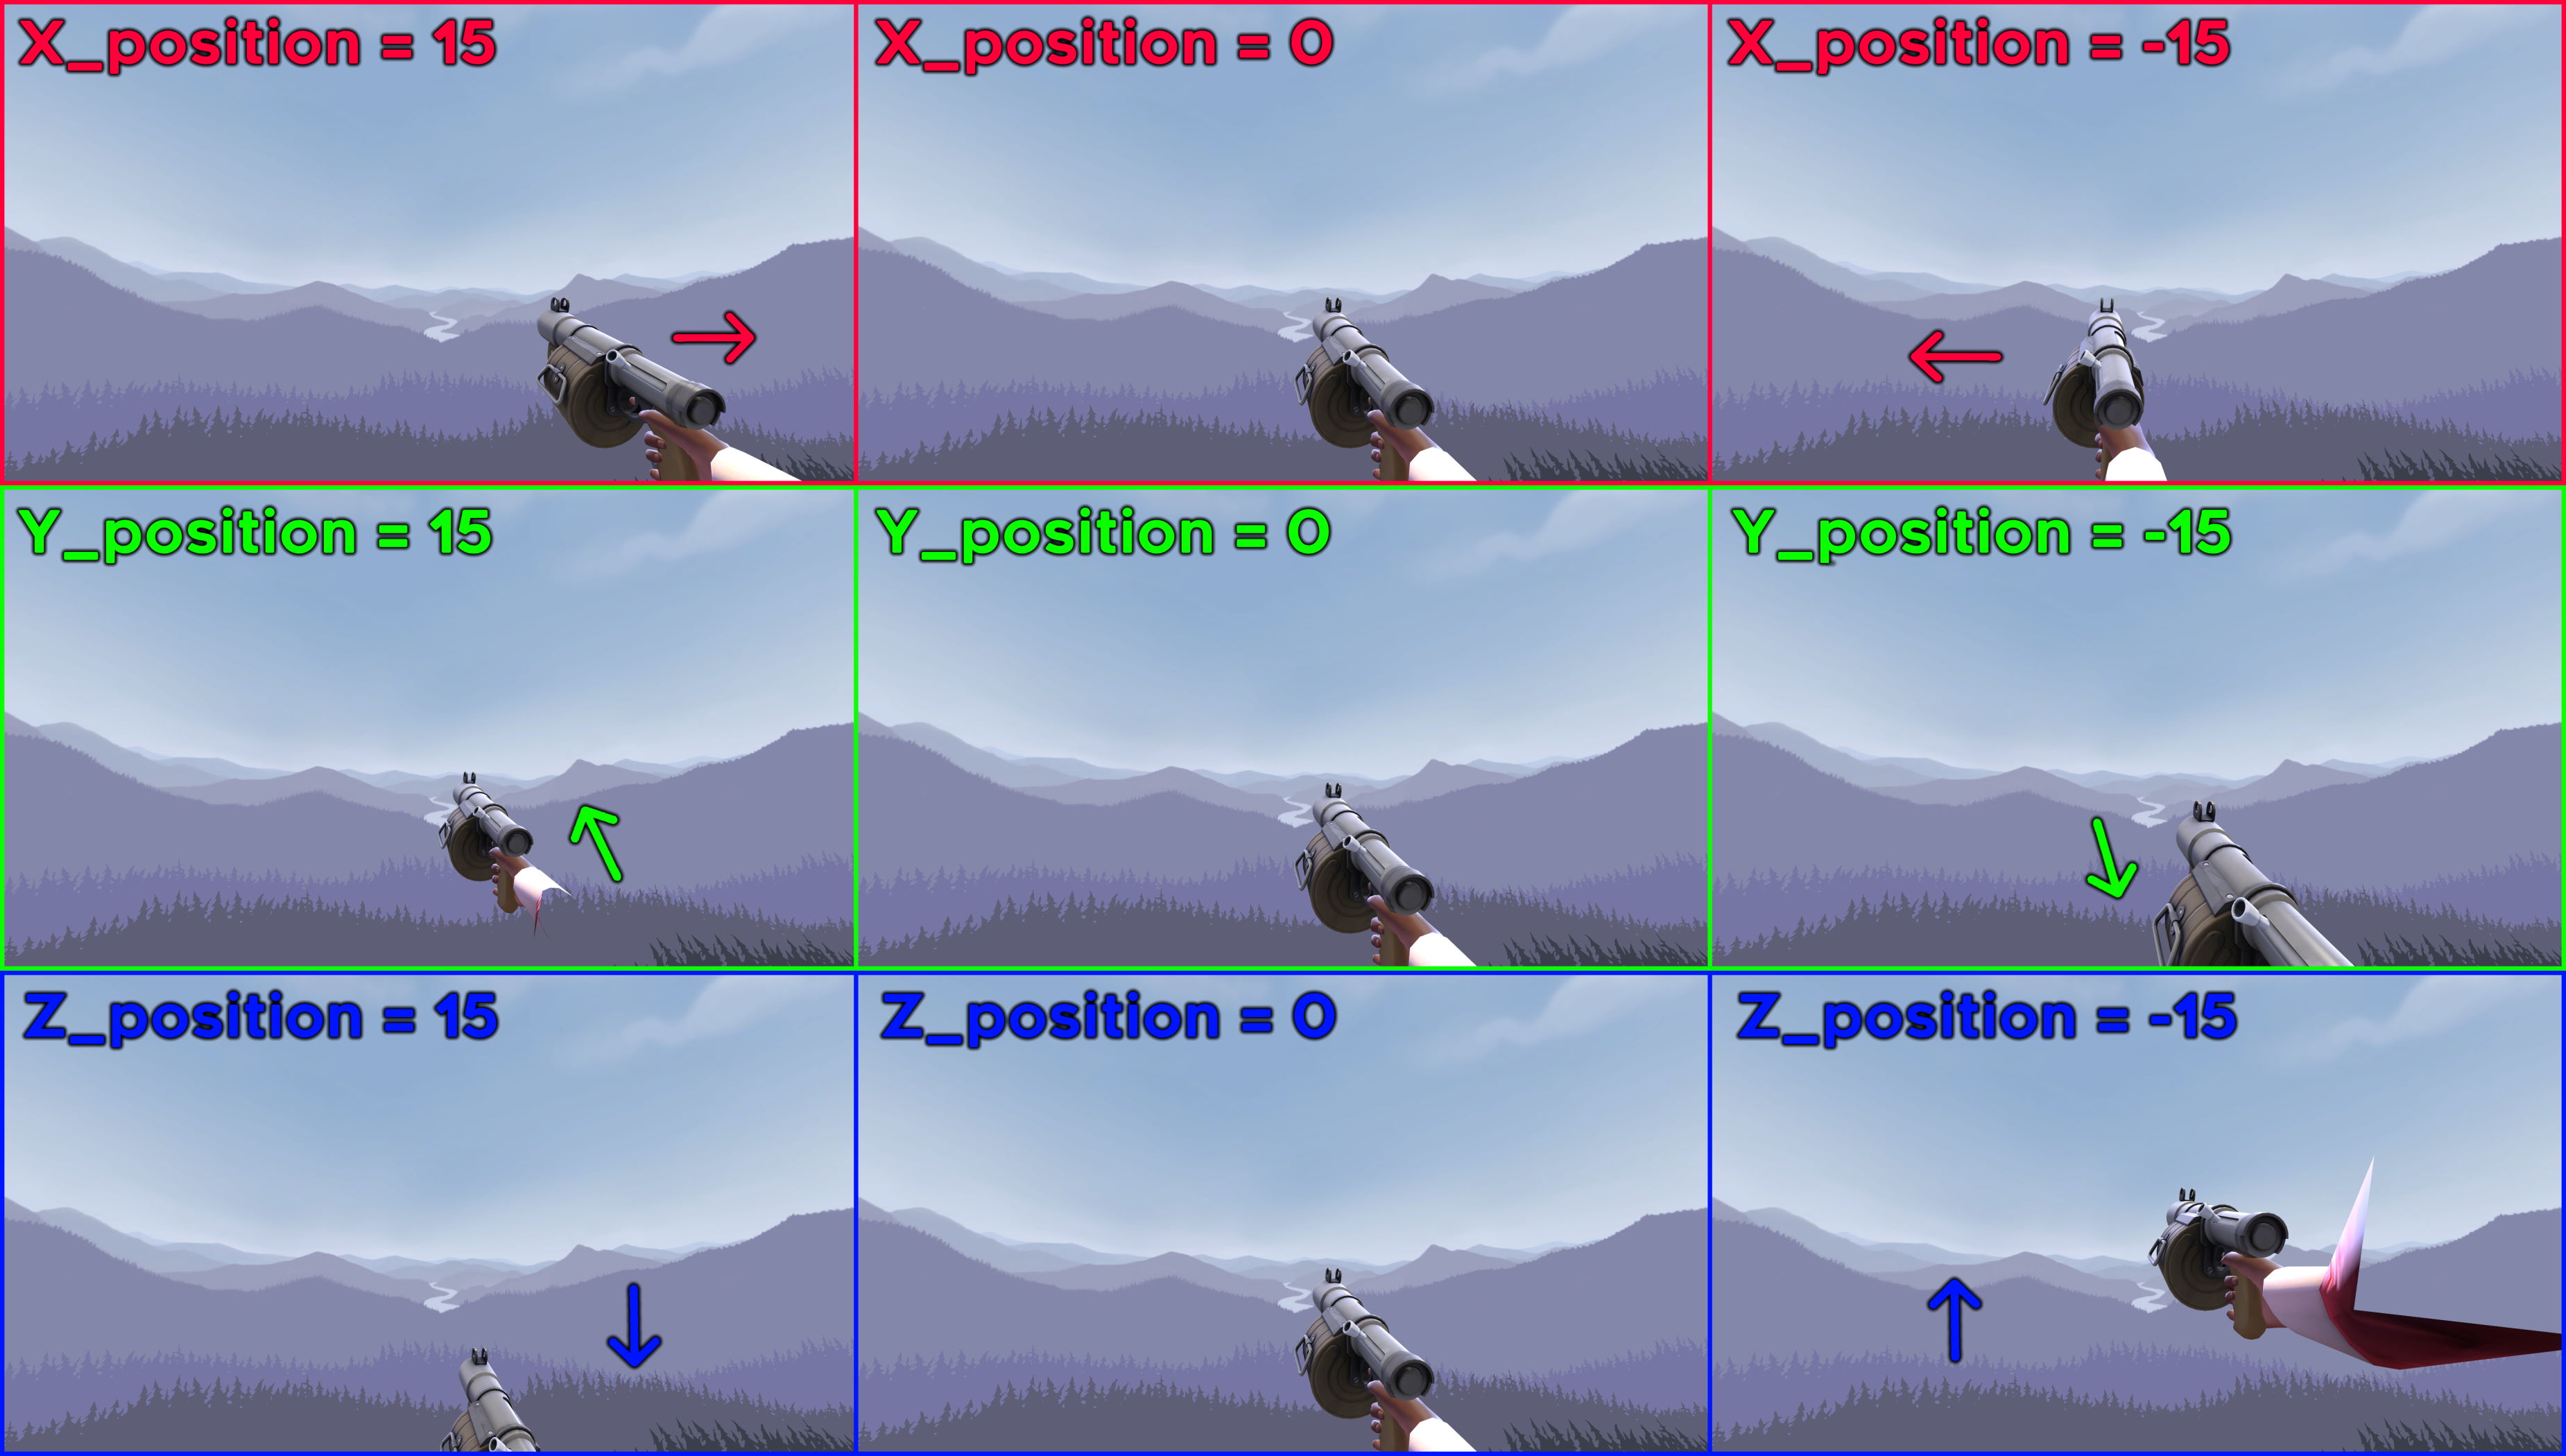 X_position = 15
X_position = 0
X_position = -15
Y_position = 15
Y_position = 0
Y_position = -15
Z_position = 15
Z_position = 0
Z_position = -15